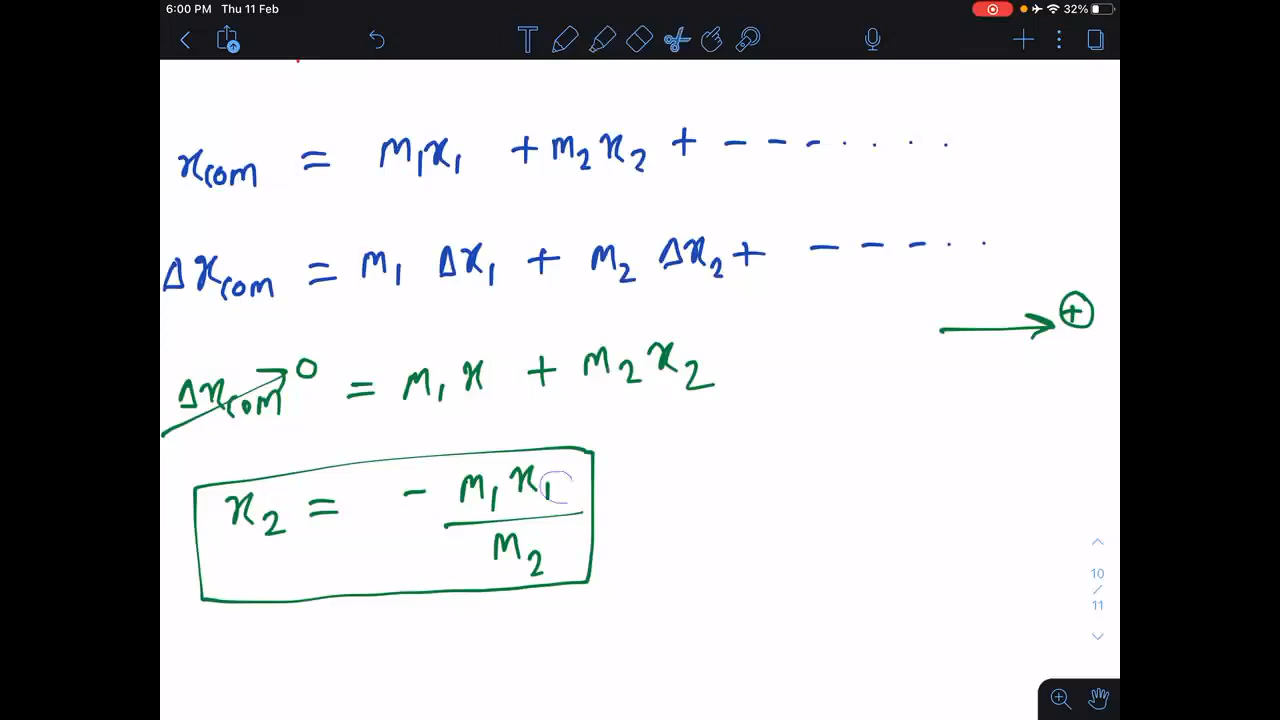 6:00 PM Thu 11 Feb 32%
T
x_com = m₁x₁ + m₂x₂ + --- ....
Δx_com = m₁ Δx₁ + m₂ Δx₂ + --- ..
+
Δx_com → 0 = m₁x + m₂x₂
x₂ = - m₁x₁ / m₂
10 / 11